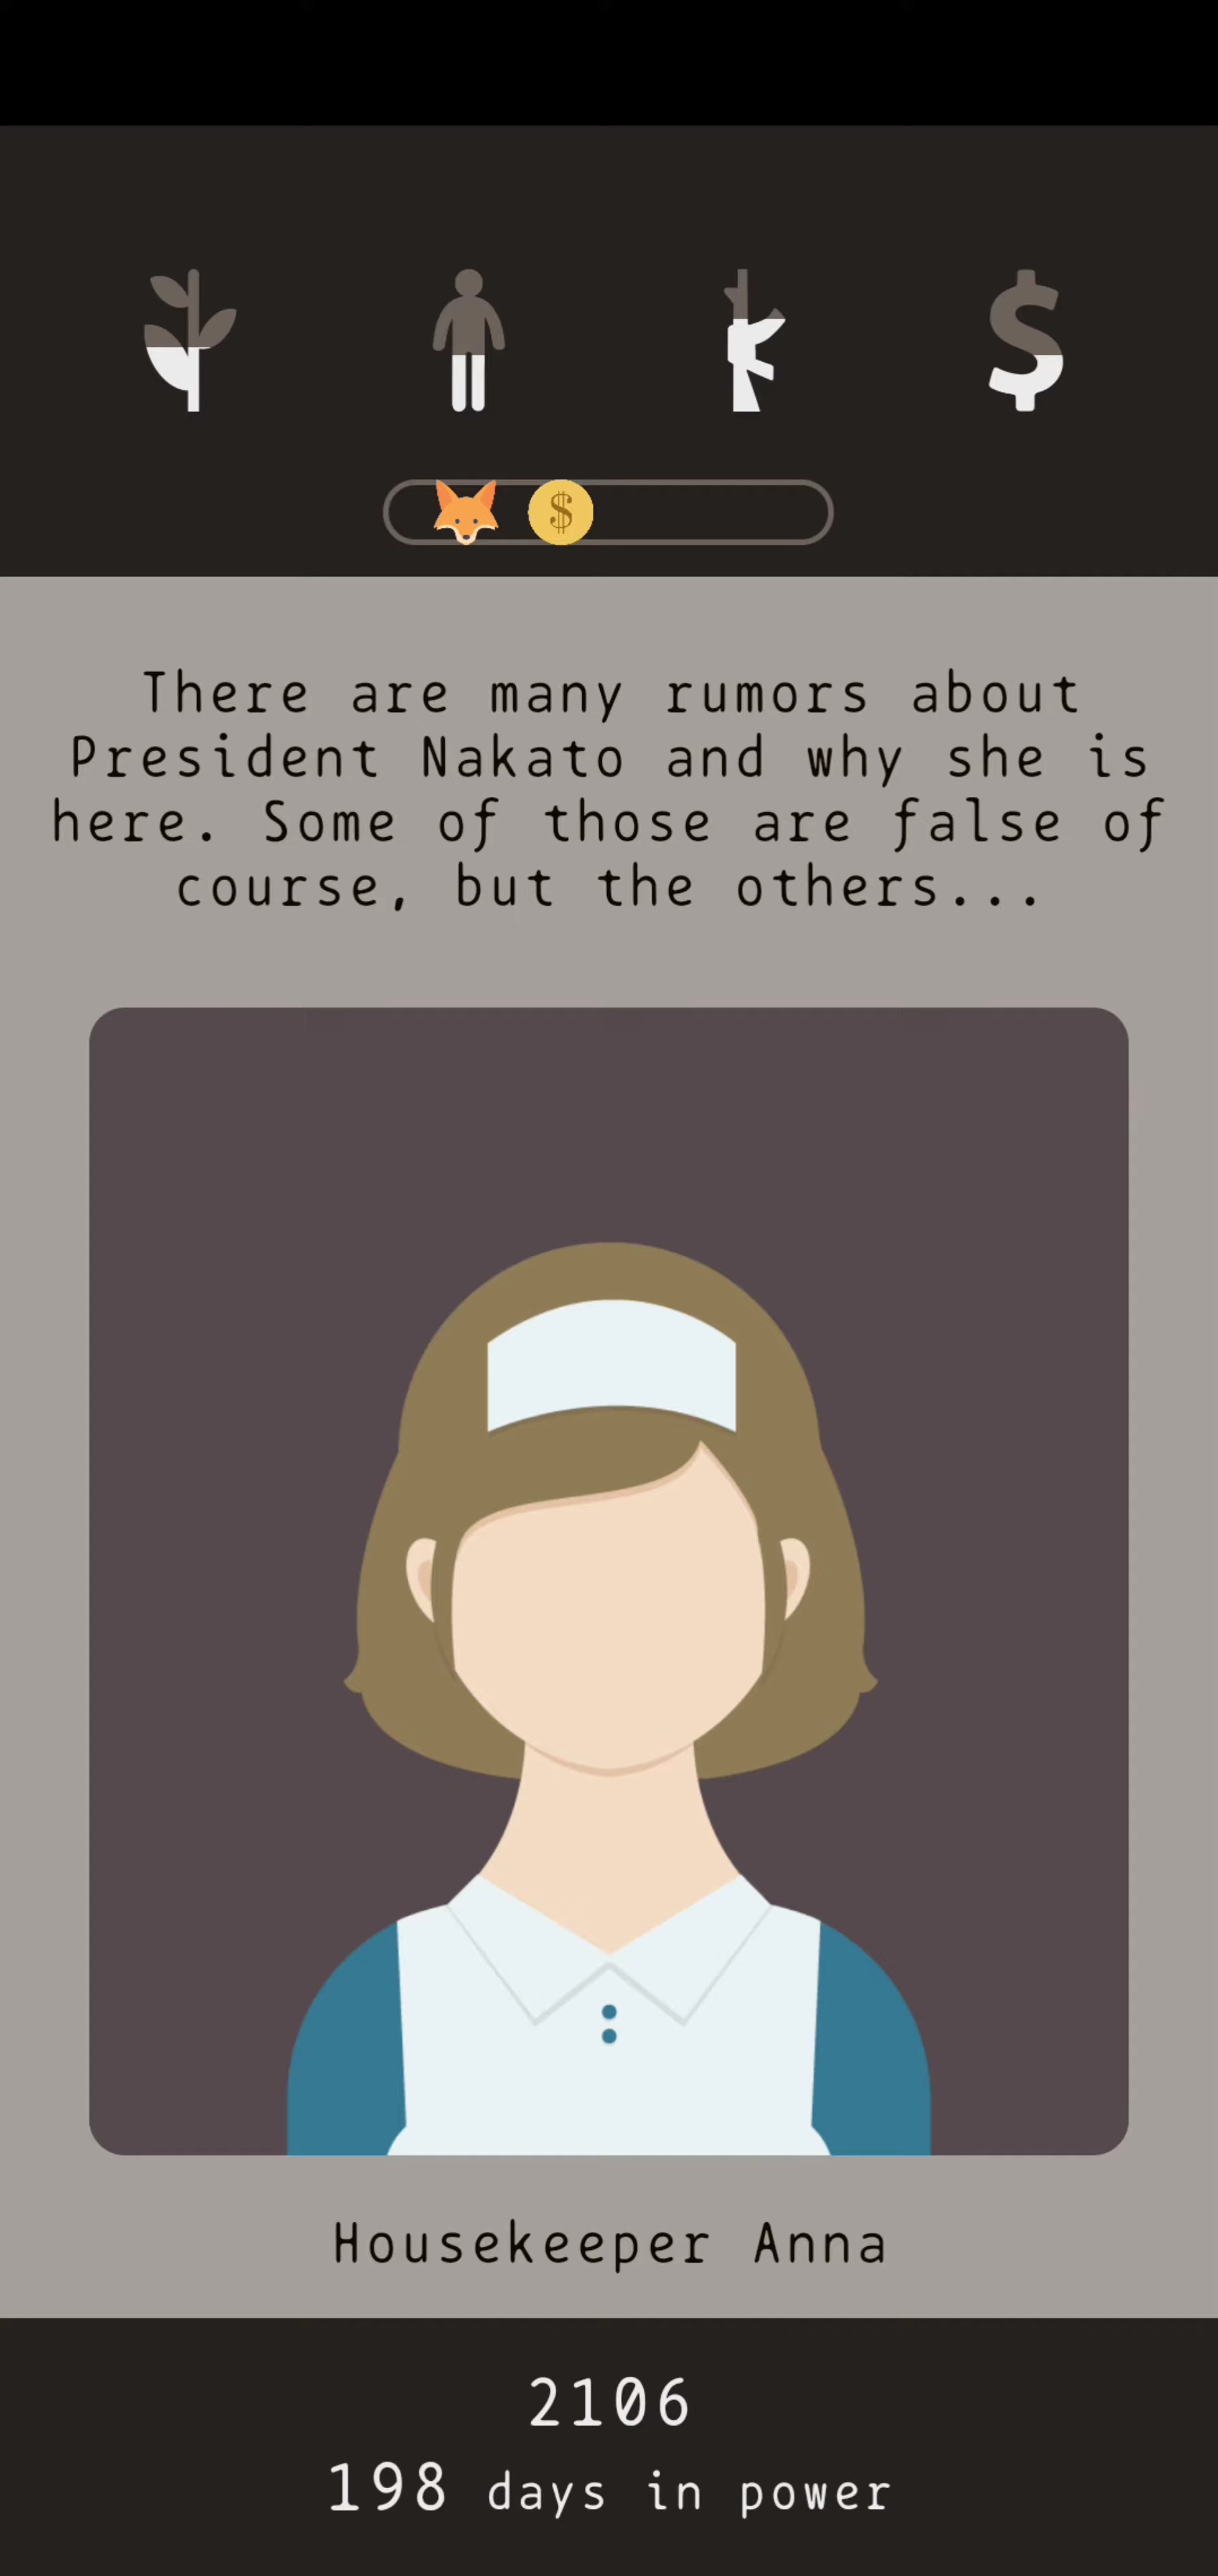 There are many rumors about
President Nakato and why she is
here. Some of those are false of
course, but the others...
Housekeeper Anna
2106
198 days in power